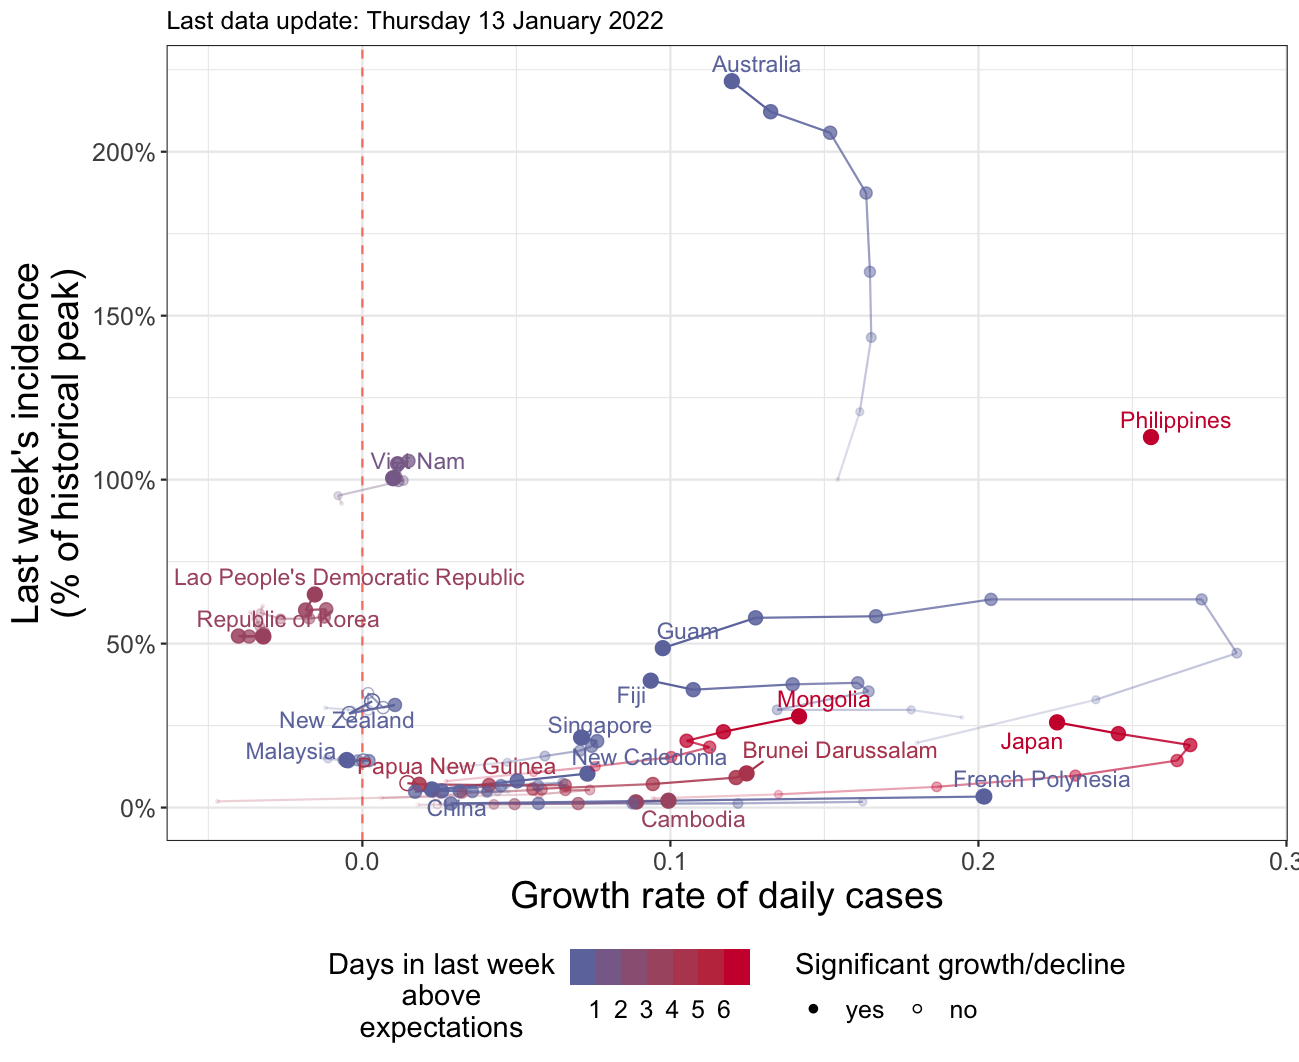 Last data update: Thursday 13 January 2022
Last week's incidence
(% of historical peak)
200%
150%
100%
50%
0%
Australia
Philippines
Viet Nam
Lao People's Democratic Republic
Republic of Korea
Guam
Fiji
Mongolia
New Zealand
Singapore
Japan
Malaysia
New Caledonia
Brunei Darussalam
Papua New Guinea
French Polynesia
China
Cambodia
0.0
0.1
0.2
0.3
Growth rate of daily cases
Days in last week
above
expectations
1 2 3 4 5 6
Significant growth/decline
yes
no